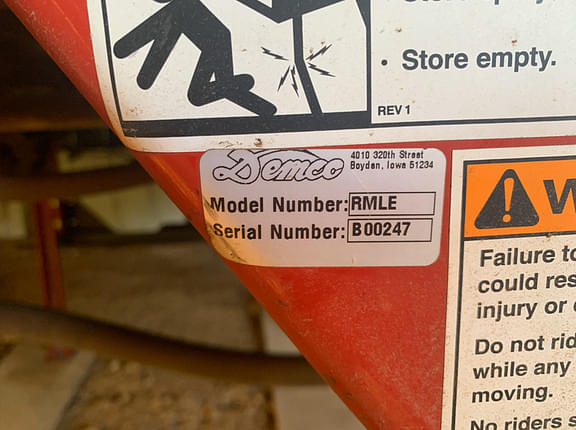 • Store empty.
REV 1
Demco
4010 320th Street
Boyden, Iowa 51234
Model Number: RMLE
Serial Number: B00247
W
Failure to
could res
injury or
Do not rid
while any
moving.
No riders s